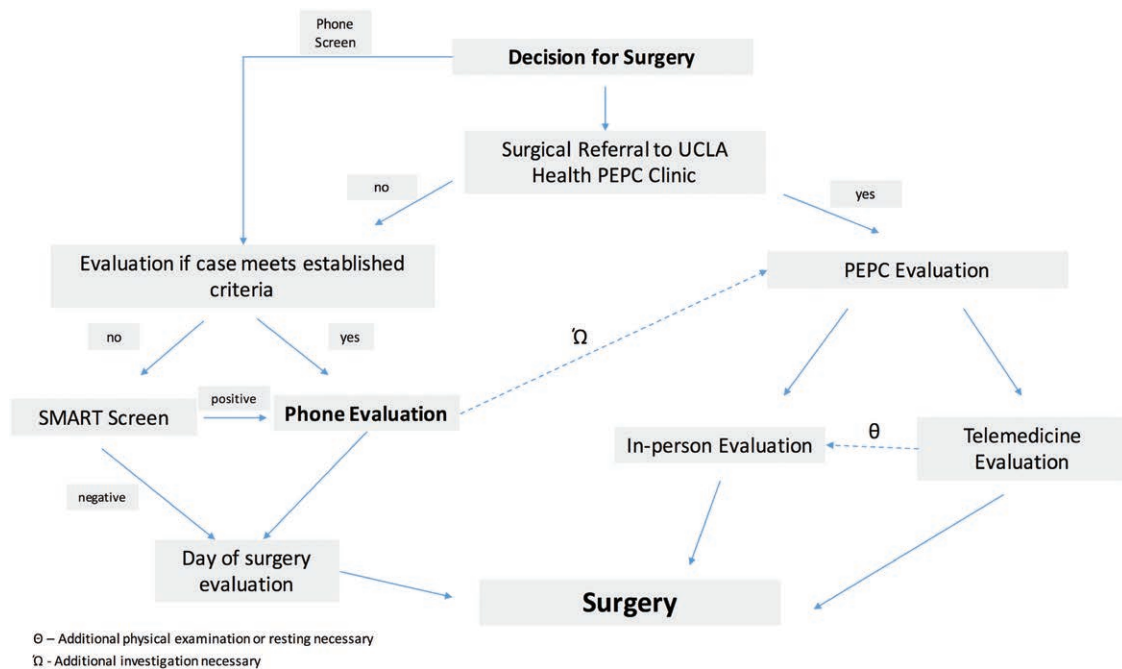 Phone
Screen
Decision for Surgery
Surgical Referral to UCLA
Health PEPC Clinic
no
yes
Evaluation if case meets established
criteria
PEPC Evaluation
no
yes
Ώ
SMART Screen
positive
Phone Evaluation
In-person Evaluation
θ
Telemedicine
Evaluation
negative
Day of surgery
evaluation
Surgery
Θ – Additional physical examination or resting necessary
Ώ - Additional investigation necessary